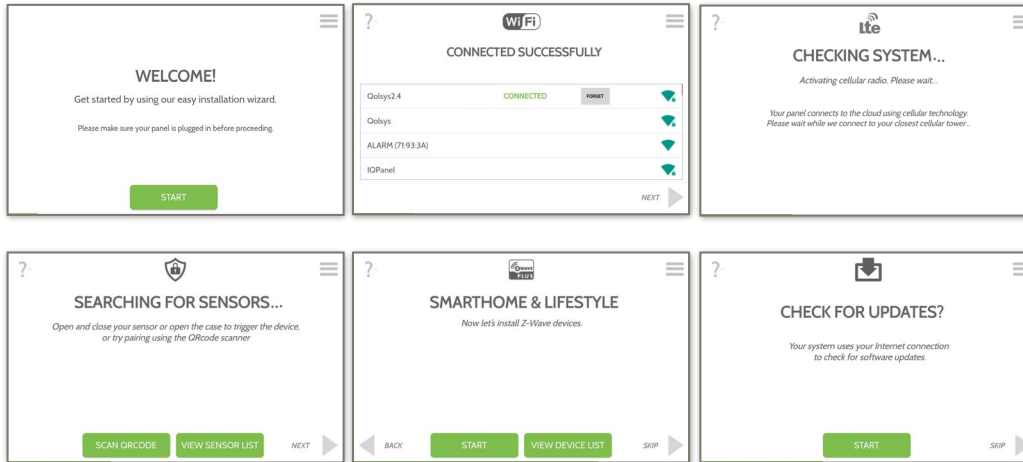 WELCOME!
Get started by using our easy installation wizard.
Please make sure your panel is plugged in before proceeding.
START
?
WiFi
CONNECTED SUCCESSFULLY
Qolsys2.4 CONNECTED FORGET
Qolsys
ALARM (71:93:3A)
IQPanel
NEXT
?
lte
CHECKING SYSTEM...
Activating cellular radio. Please wait...
Your panel connects to the cloud using cellular technology.
Please wait while we connect to your closest cellular tower...
?
SEARCHING FOR SENSORS...
Open and close your sensor or open the case to trigger the device,
or try pairing using the QRcode scanner
SCAN QRCODE VIEW SENSOR LIST NEXT
?
Z WAVE
PLUS
SMARTHOME & LIFESTYLE
Now let's install Z-Wave devices.
BACK START VIEW DEVICE LIST SKIP
?
CHECK FOR UPDATES?
Your system uses your Internet connection
to check for software updates.
START SKIP